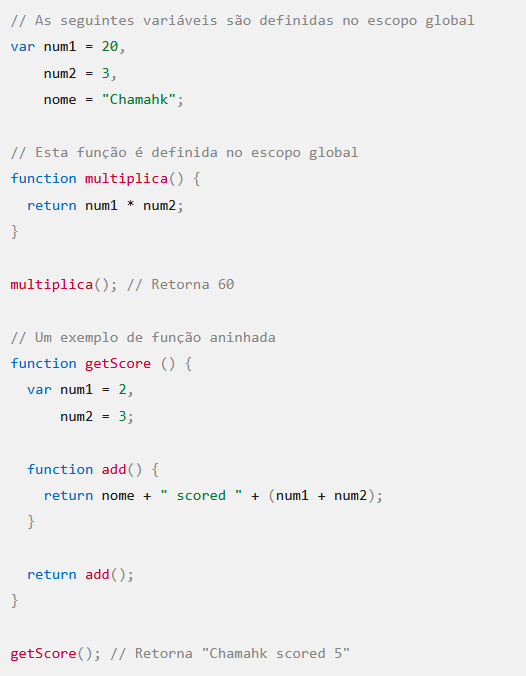 // As seguintes variáveis são definidas no escopo global
var num1 = 20,
    num2 = 3,
    nome = "Chamahk";

// Esta função é definida no escopo global
function multiplica() {
  return num1 * num2;
}

multiplica(); // Retorna 60

// Um exemplo de função aninhada
function getScore () {
  var num1 = 2,
      num2 = 3;

  function add() {
    return nome + " scored " + (num1 + num2);
  }

  return add();
}

getScore(); // Retorna "Chamahk scored 5"